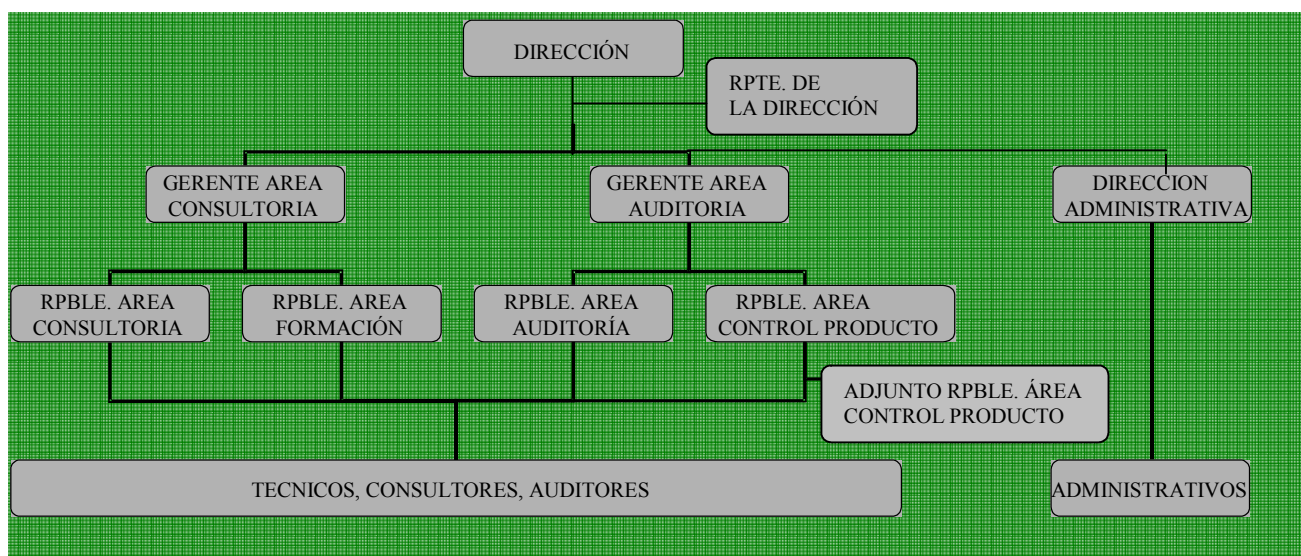 DIRECCIÓN
RPTE. DE
LA DIRECCIÓN
GERENTE AREA
CONSULTORIA
GERENTE AREA
AUDITORIA
DIRECCION
ADMINISTRATIVA
RPBLE. AREA
CONSULTORIA
RPBLE. AREA
FORMACIÓN
RPBLE. AREA
AUDITORÍA
RPBLE. AREA
CONTROL PRODUCTO
ADJUNTO RPBLE. ÁREA
CONTROL PRODUCTO
TECNICOS, CONSULTORES, AUDITORES
ADMINISTRATIVOS